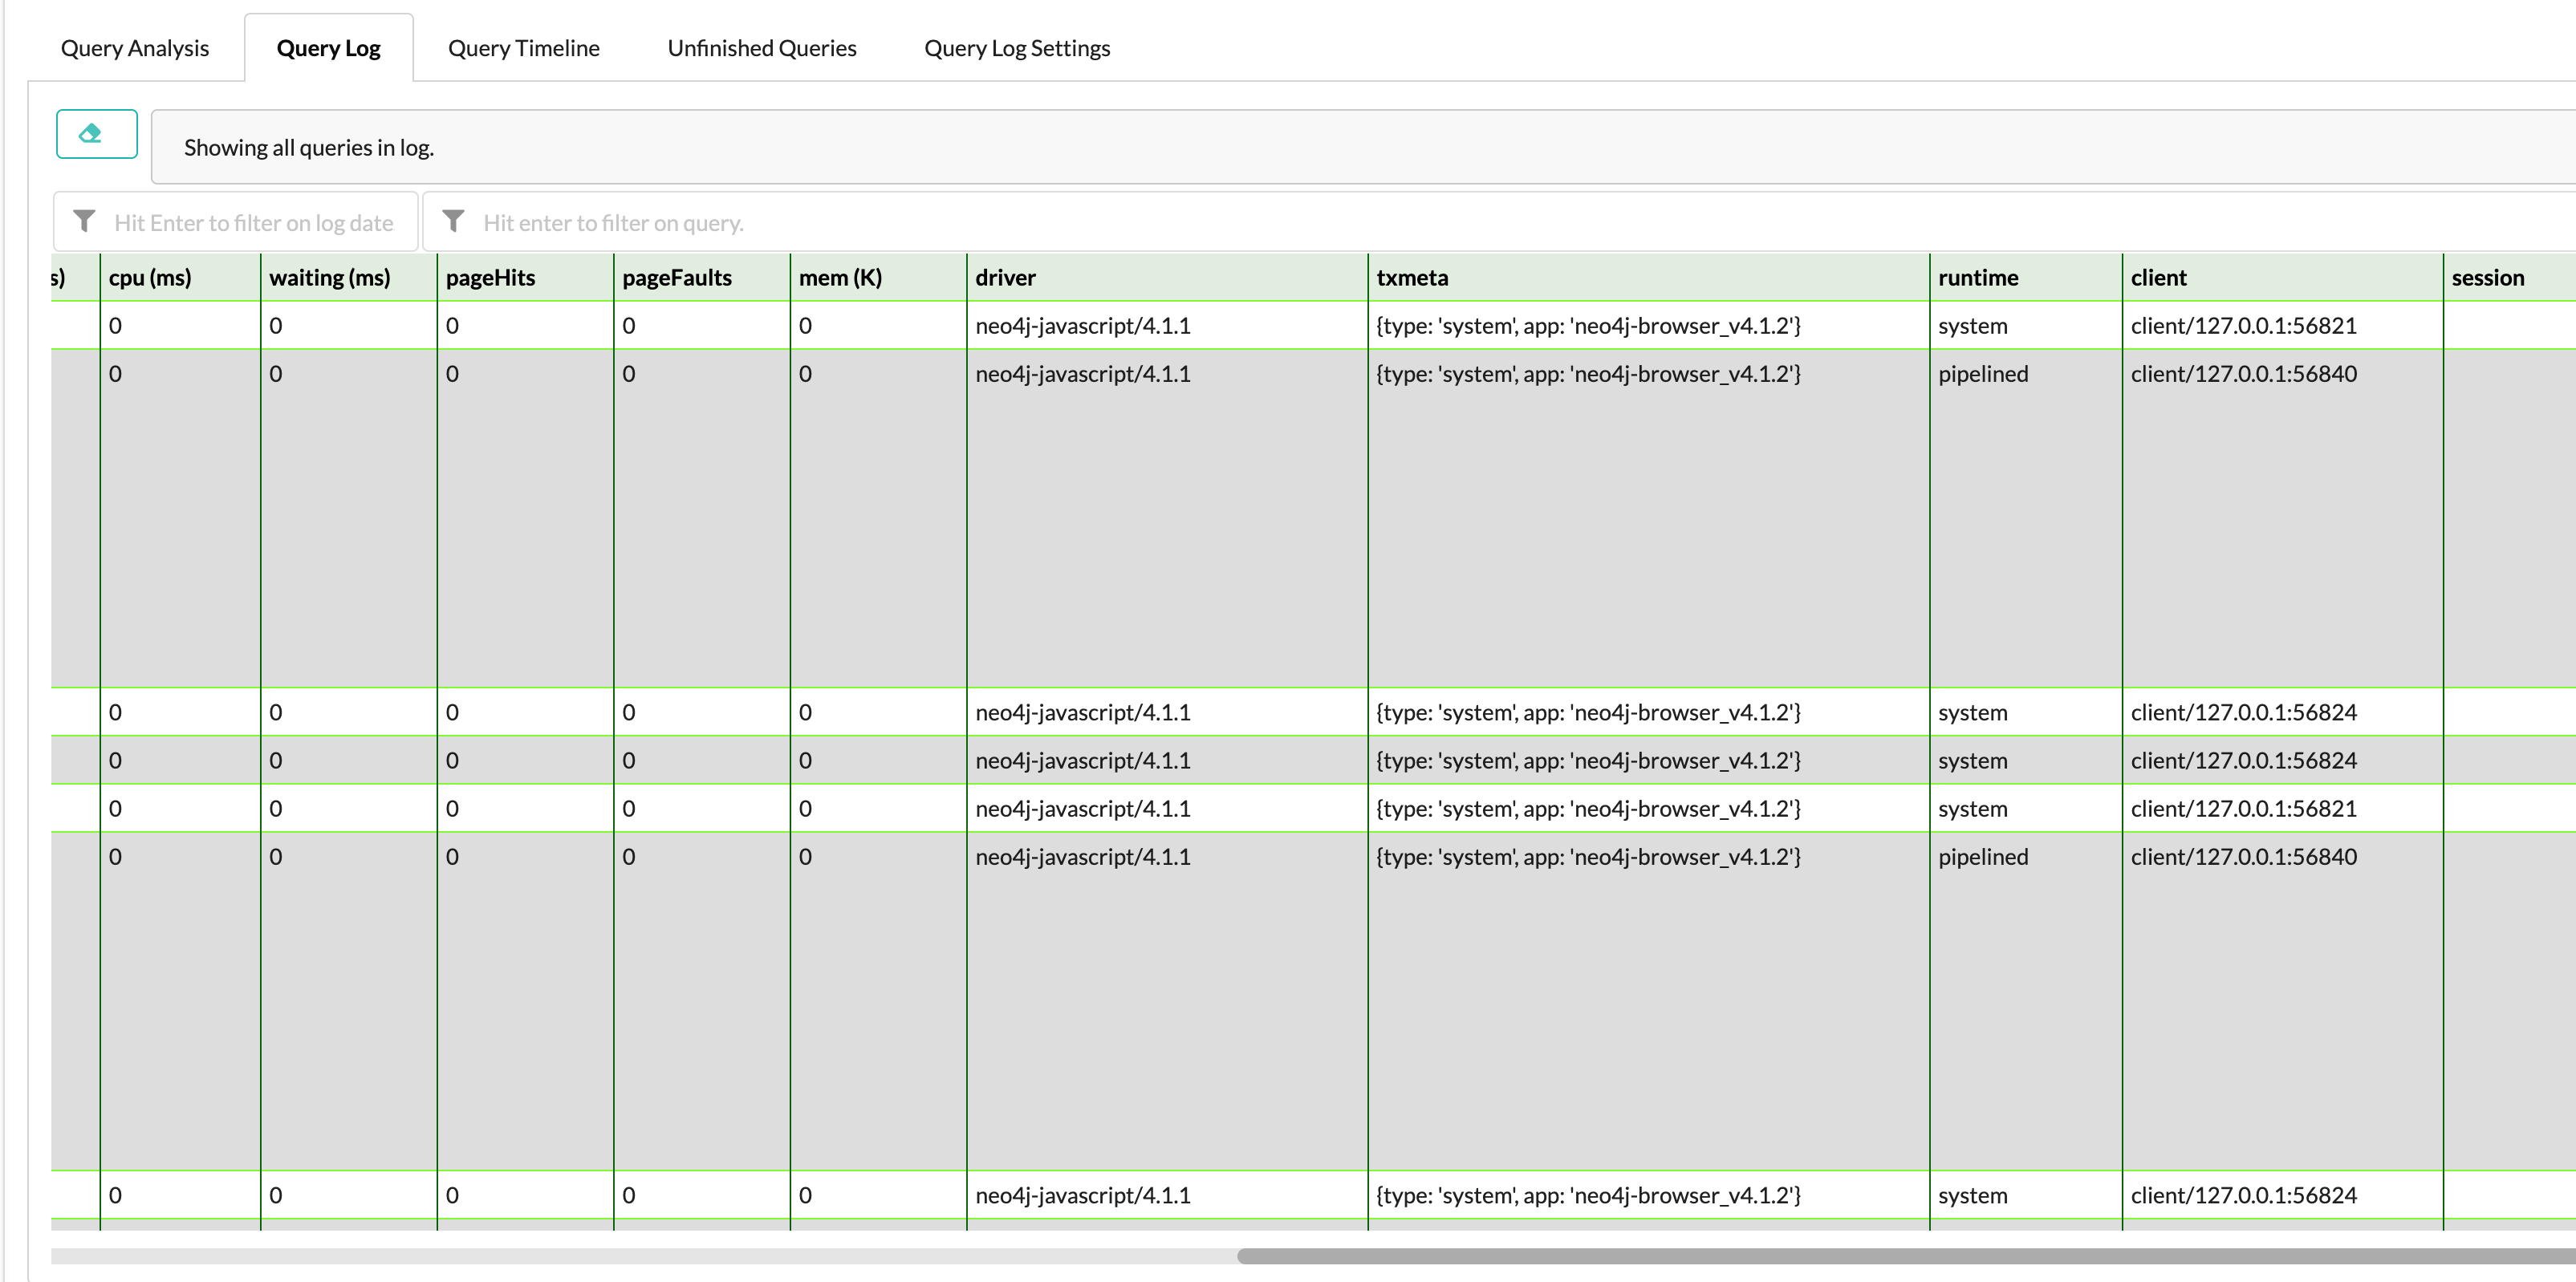 Query Analysis Query Log Query Timeline Unfinished Queries Query Log Settings
Showing all queries in log.
Hit Enter to filter on log date Hit enter to filter on query.
s) cpu (ms) waiting (ms) pageHits pageFaults mem (K) driver txmeta runtime client session
0 0 0 0 0 neo4j-javascript/4.1.1 {type: 'system', app: 'neo4j-browser_v4.1.2'} system client/127.0.0.1:56821
0 0 0 0 0 neo4j-javascript/4.1.1 {type: 'system', app: 'neo4j-browser_v4.1.2'} pipelined client/127.0.0.1:56840
0 0 0 0 0 neo4j-javascript/4.1.1 {type: 'system', app: 'neo4j-browser_v4.1.2'} system client/127.0.0.1:56824
0 0 0 0 0 neo4j-javascript/4.1.1 {type: 'system', app: 'neo4j-browser_v4.1.2'} system client/127.0.0.1:56824
0 0 0 0 0 neo4j-javascript/4.1.1 {type: 'system', app: 'neo4j-browser_v4.1.2'} system client/127.0.0.1:56821
0 0 0 0 0 neo4j-javascript/4.1.1 {type: 'system', app: 'neo4j-browser_v4.1.2'} pipelined client/127.0.0.1:56840
0 0 0 0 0 neo4j-javascript/4.1.1 {type: 'system', app: 'neo4j-browser_v4.1.2'} system client/127.0.0.1:56824